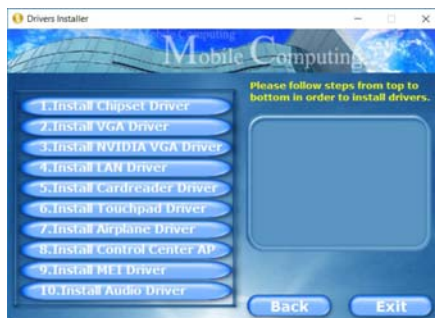 Drivers Installer
Mobile Computing
Mobile Computing
Please follow steps from top to
bottom in order to install drivers.
1.Install Chipset Driver
2.Install VGA Driver
3.Install NVIDIA VGA Driver
4.Install LAN Driver
5.Install Cardreader Driver
6.Install Touchpad Driver
7.Install Airplane Driver
8.Install Control Center AP
9.Install MEI Driver
10.Install Audio Driver
Back
Exit